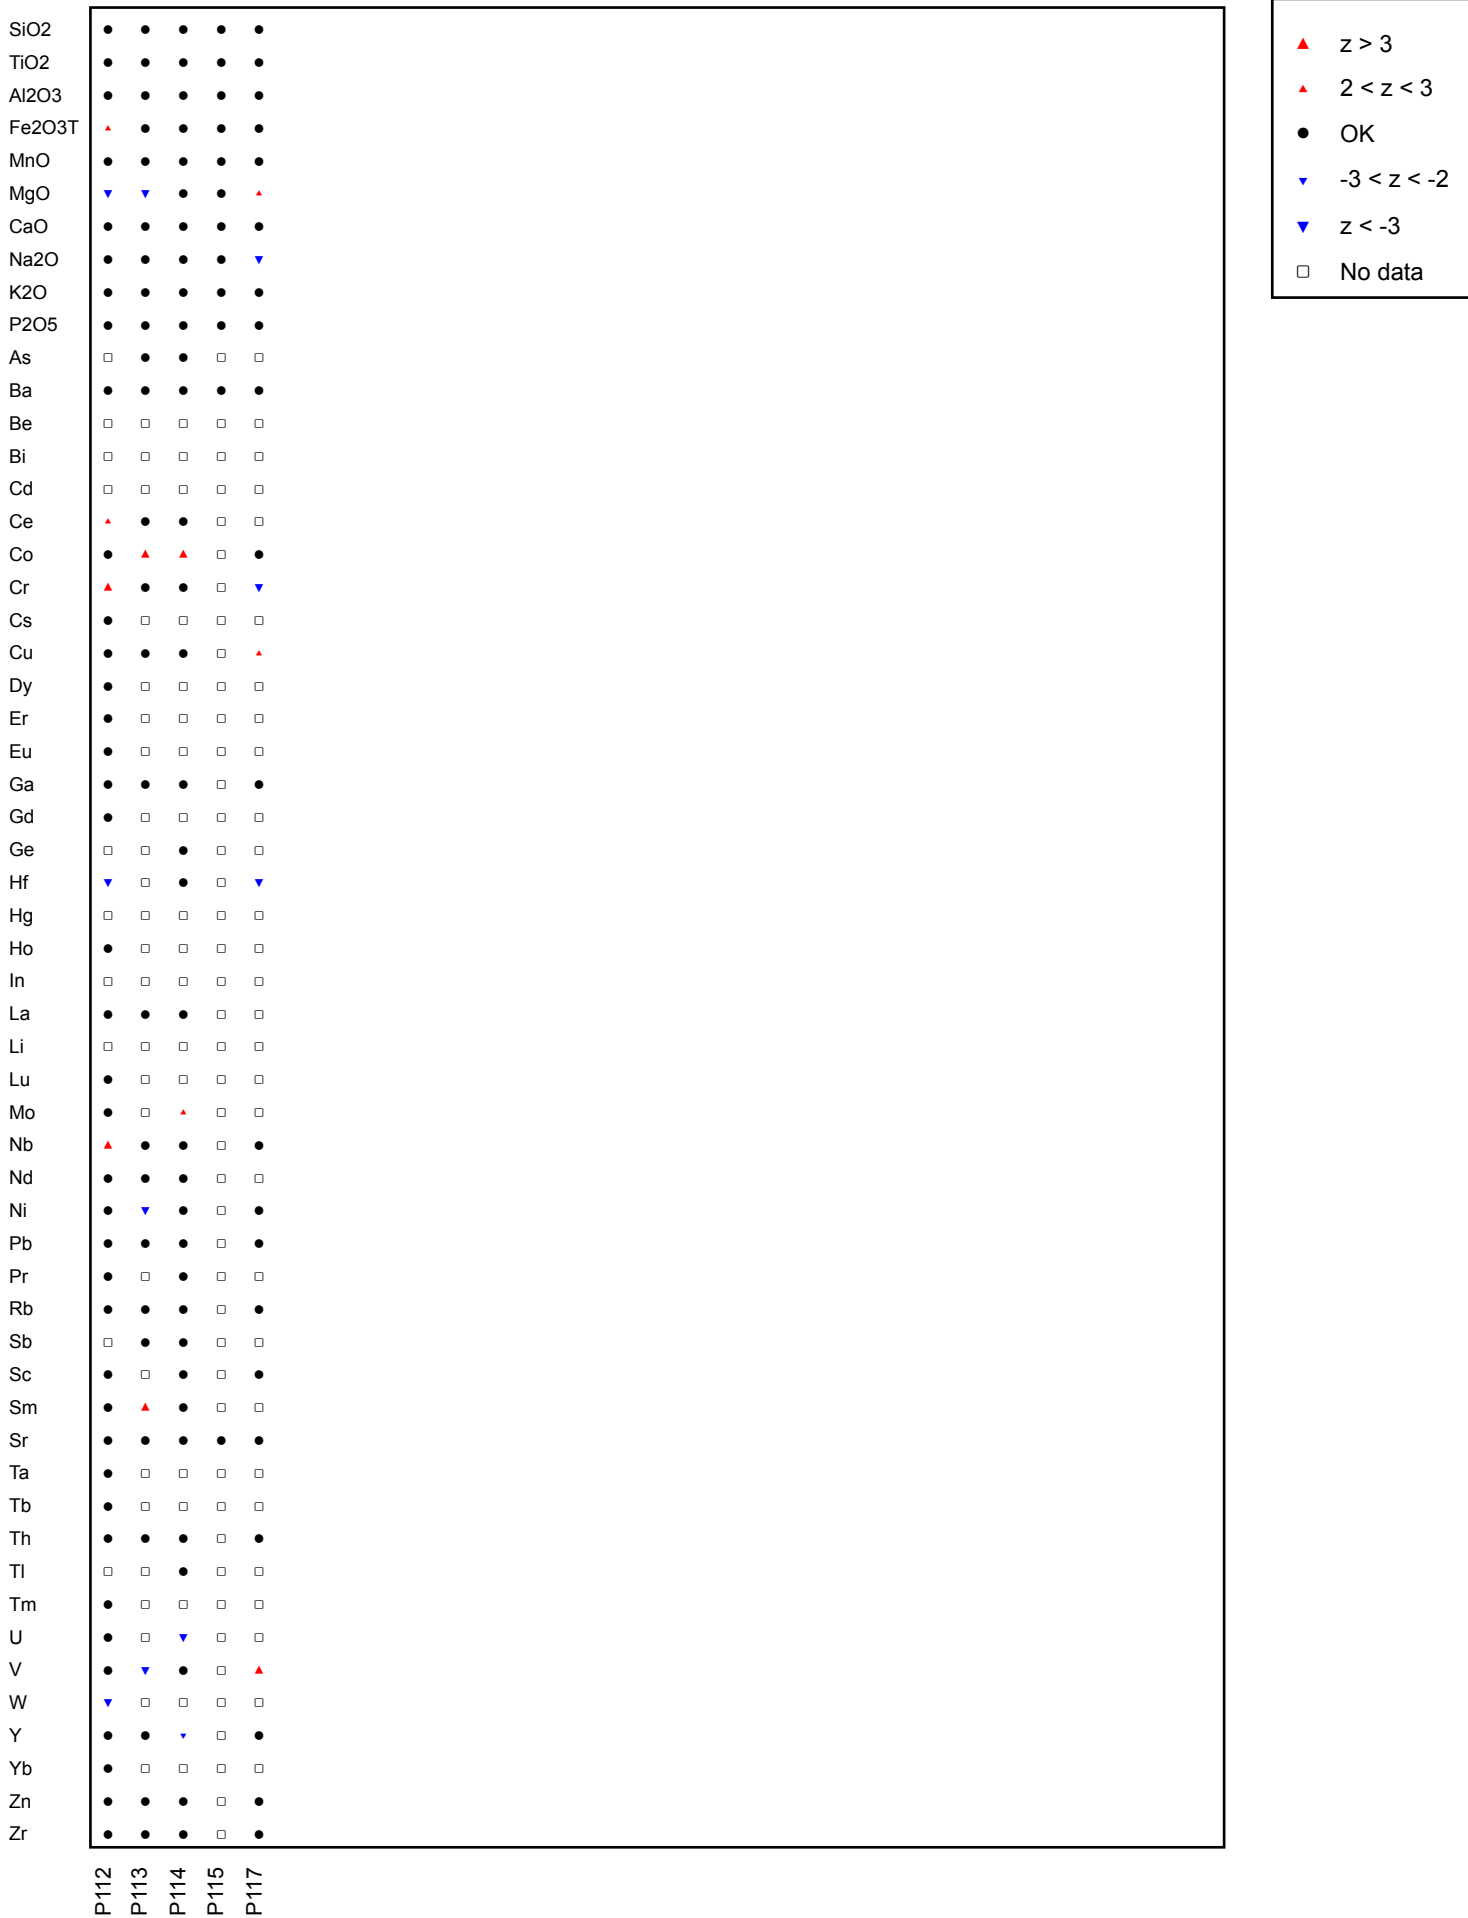 SiO2
TiO2
Al2O3
Fe2O3T
MnO
MgO
CaO
Na2O
K2O
P2O5
As
Ba
Be
Bi
Cd
Ce
Co
Cr
Cs
Cu
Dy
Er
Eu
Ga
Gd
Ge
Hf
Hg
Ho
In
La
Li
Lu
Mo
Nb
Nd
Ni
Pb
Pr
Rb
Sb
Sc
Sm
Sr
Ta
Tb
Th
Tl
Tm
U
V
W
Y
Yb
Zn
Zr
P112
P113
P114
P115
P117
z > 3
2 < z < 3
OK
-3 < z < -2
z < -3
No data